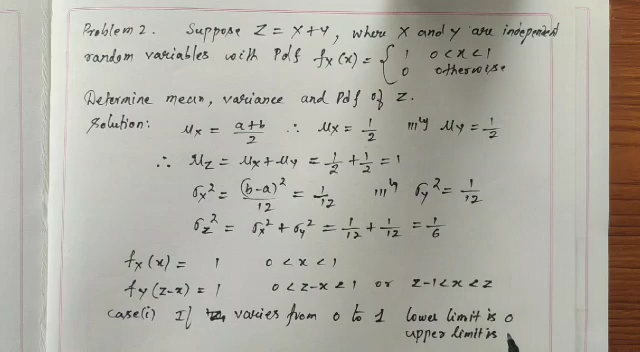 Problem 2. Suppose Z = X+Y, where X and Y are independent
random variables with Pdf fx(x) = { 1 0<x<1
0 otherwise
Determine mean, variance and Pdf of Z.
Solution: μx = a+b/2 ∴ μx = 1/2 |||ly μy = 1/2
∴ μz = μx + μy = 1/2 + 1/2 = 1
σx² = (b-a)²/12 = 1/12 |||ly σy² = 1/12
σz² = σx² + σy² = 1/12 + 1/12 = 1/6
fx(x) = 1 0<x<1
fy(z-x) = 1 0<z-x<1 or z-1<x<z
case(i) If z, varies from 0 to 1 lower limit is 0
upper limit is